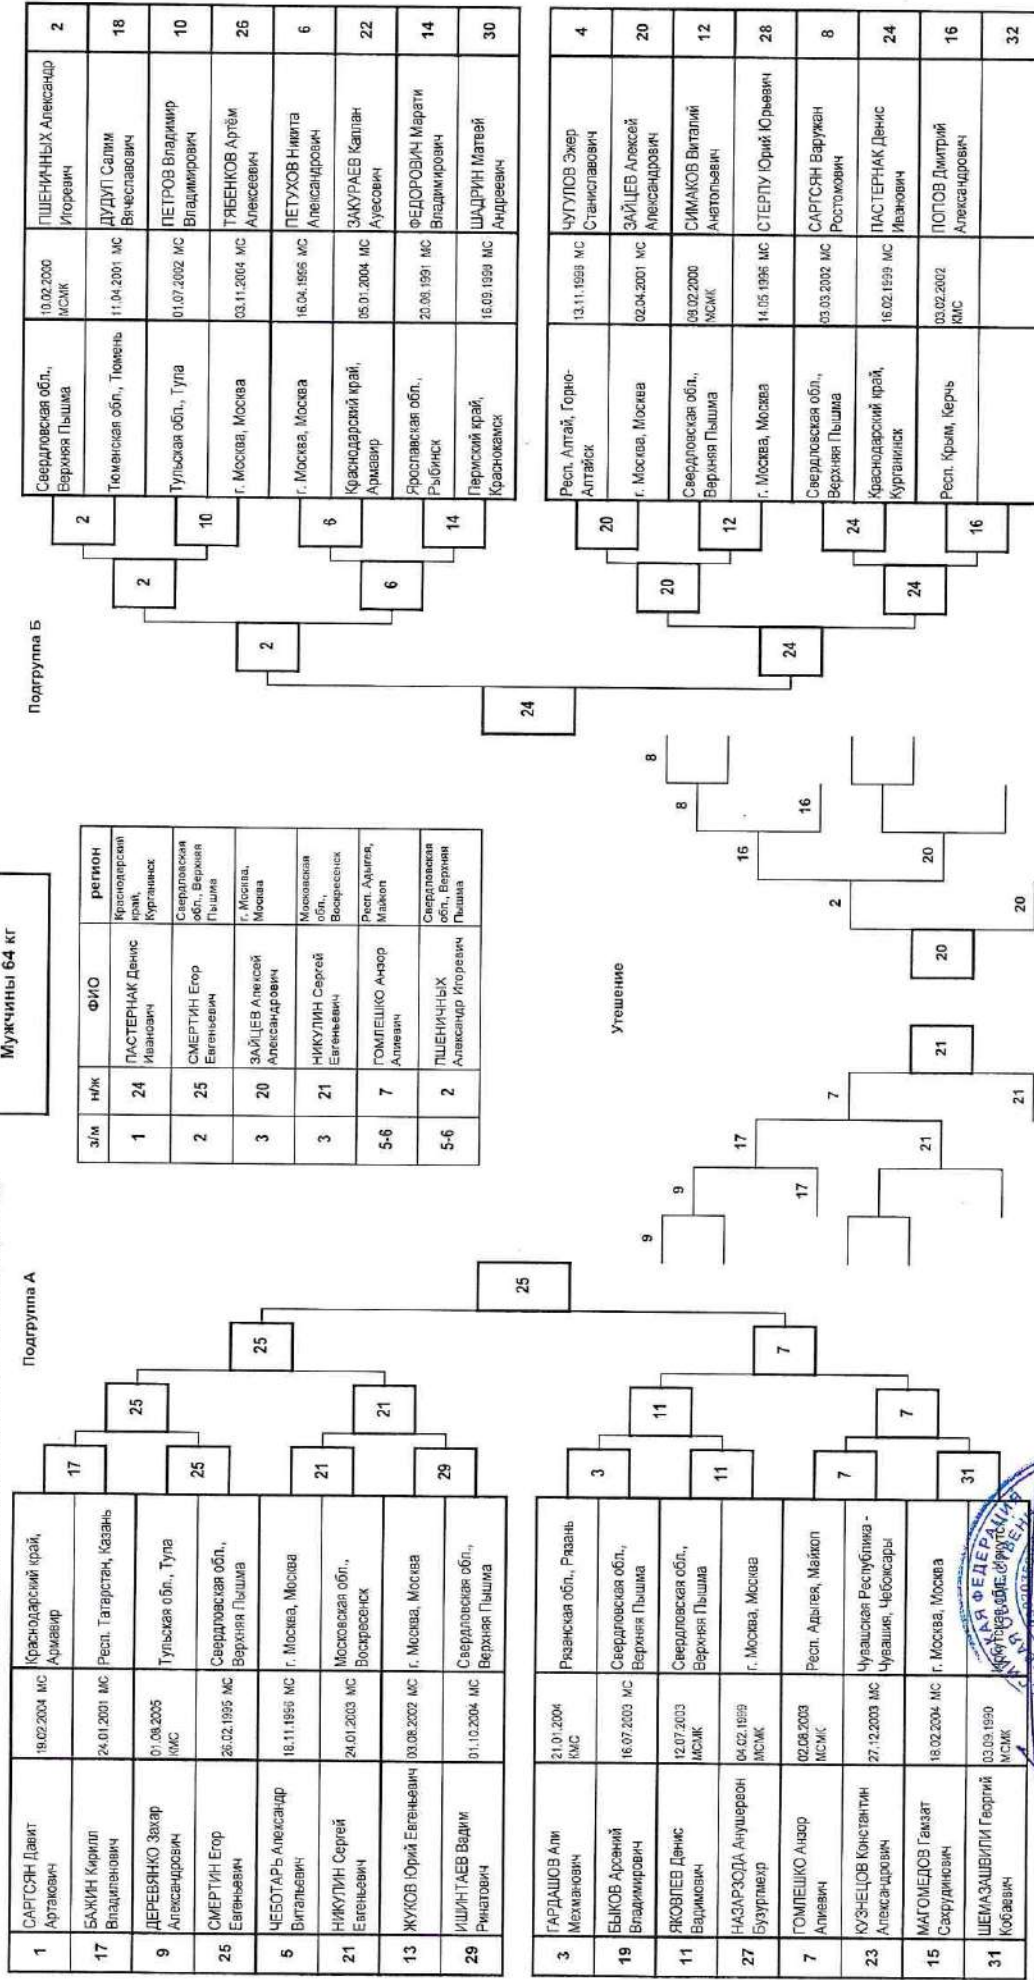 Мужчины 64 кг
Подгруппа А
1 САРГСЯН Давит Артакович 19.02.2004 МС Краснодарский край, Армавир
17 БАЖИН Кирилл Владиленович 24.01.2001 МС Респ. Татарстан, Казань
9 ДЕРЕВЯНКО Захар Александрович 01.08.2005 КМС Тульская обл., Тула
25 СМЕРТИН Егор Евгеньевич 26.02.1995 МС Свердловская обл., Верхняя Пышма
5 ЧЕБОТАРЬ Александр Витальевич 18.11.1996 МС г. Москва, Москва
21 НИКУЛИН Сергей Евгеньевич 24.01.2003 МС Московская обл., Воскресенск
13 ЖУКОВ Юрий Евгеньевич 03.08.2002 МС г. Москва, Москва
29 ИШИНТАЕВ Вадим Ринатович 01.10.2004 МС Свердловская обл., Верхняя Пышма
3 ГАРДАШОВ Али Мехманович 21.01.2004 КМС Рязанская обл., Рязань
19 БЫКОВ Арсений Владимирович 16.07.2003 МС Свердловская обл., Верхняя Пышма
11 ЯКОВЛЕВ Денис Вадимович 12.07.2003 МСМК Свердловская обл., Верхняя Пышма
27 НАЗАРЗОДА Анушервон Бузургмехр 04.02.1999 МСМК г. Москва, Москва
7 ГОМЛЕШКО Анзор Алиевич 02.08.2003 МСМК Респ. Адыгея, Майкоп
23 КУЗНЕЦОВ Константин Александрович 27.12.2003 МС Чувашская Республика - Чувашия, Чебоксары
15 МАГОМЕДОВ Гамзат Сахрудинович 18.02.2004 МС г. Москва, Москва
31 ШЕМАЗАШВИЛИ Георгий Кобаевич 03.09.1990 МСМК Иркутская обл., Иркутск
17
25
21
29
3
11
7
31
25
21
11
7
25
7
25
з/м н/ж ФИО регион
1 24 ПАСТЕРНАК Денис Иванович Краснодарский край, Курганинск
2 25 СМЕРТИН Егор Евгеньевич Свердловская обл., Верхняя Пышма
3 20 ЗАЙЦЕВ Алексей Александрович г. Москва, Москва
3 21 НИКУЛИН Сергей Евгеньевич Московская обл., Воскресенск
5-6 7 ГОМЛЕШКО Анзор Алиевич Респ. Адыгея, Майкоп
5-6 2 ПШЕНИЧНЫХ Александр Игоревич Свердловская обл., Верхняя Пышма
Утешение
9
9
17
17
7
21
21
21
8
8
16
16
2
20
20
20
Подгруппа Б
24
2
24
2
6
20
24
2
10
6
14
20
12
24
16
Свердловская обл., Верхняя Пышма 10.02.2000 МСМК ПШЕНИЧНЫХ Александр Игоревич 2
Тюменская обл., Тюмень 11.04.2001 МС ДУДУП Салим Вячеславович 18
Тульская обл., Тула 01.07.2002 МС ПЕТРОВ Владимир Владимирович 10
г. Москва, Москва 03.11.2004 МС ТЯБЕНКОВ Артём Алексеевич 26
г. Москва, Москва 16.04.1996 МС ПЕТУХОВ Никита Александрович 6
Краснодарский край, Армавир 05.01.2004 МС ЗАКУРАЕВ Каплан Ауесович 22
Ярославская обл., Рыбинск 20.08.1991 МС ФЕДОРОВИЧ Марати Владимирович 14
Пермский край, Краснокамск 16.09.1998 МС ШАДРИН Матвей Андреевич 30
Респ. Алтай, Горно-Алтайск 13.11.1998 МС ЧУГУЛОВ Эжер Станиславович 4
г. Москва, Москва 02.04.2001 МС ЗАЙЦЕВ Алексей Александрович 20
Свердловская обл., Верхняя Пышма 08.02.2000 МСМК СИМАКОВ Виталий Анатольевич 12
г. Москва, Москва 14.05.1996 МС СТЕРПУ Юрий Юрьевич 28
Свердловская обл., Верхняя Пышма 03.03.2002 МС САРГСЯН Варужан Ростомович 8
Краснодарский край, Курганинск 16.02.1999 МС ПАСТЕРНАК Денис Иванович 24
Респ. Крым, Керчь 03.02.2002 КМС ПОПОВ Дмитрий Александрович 16
32